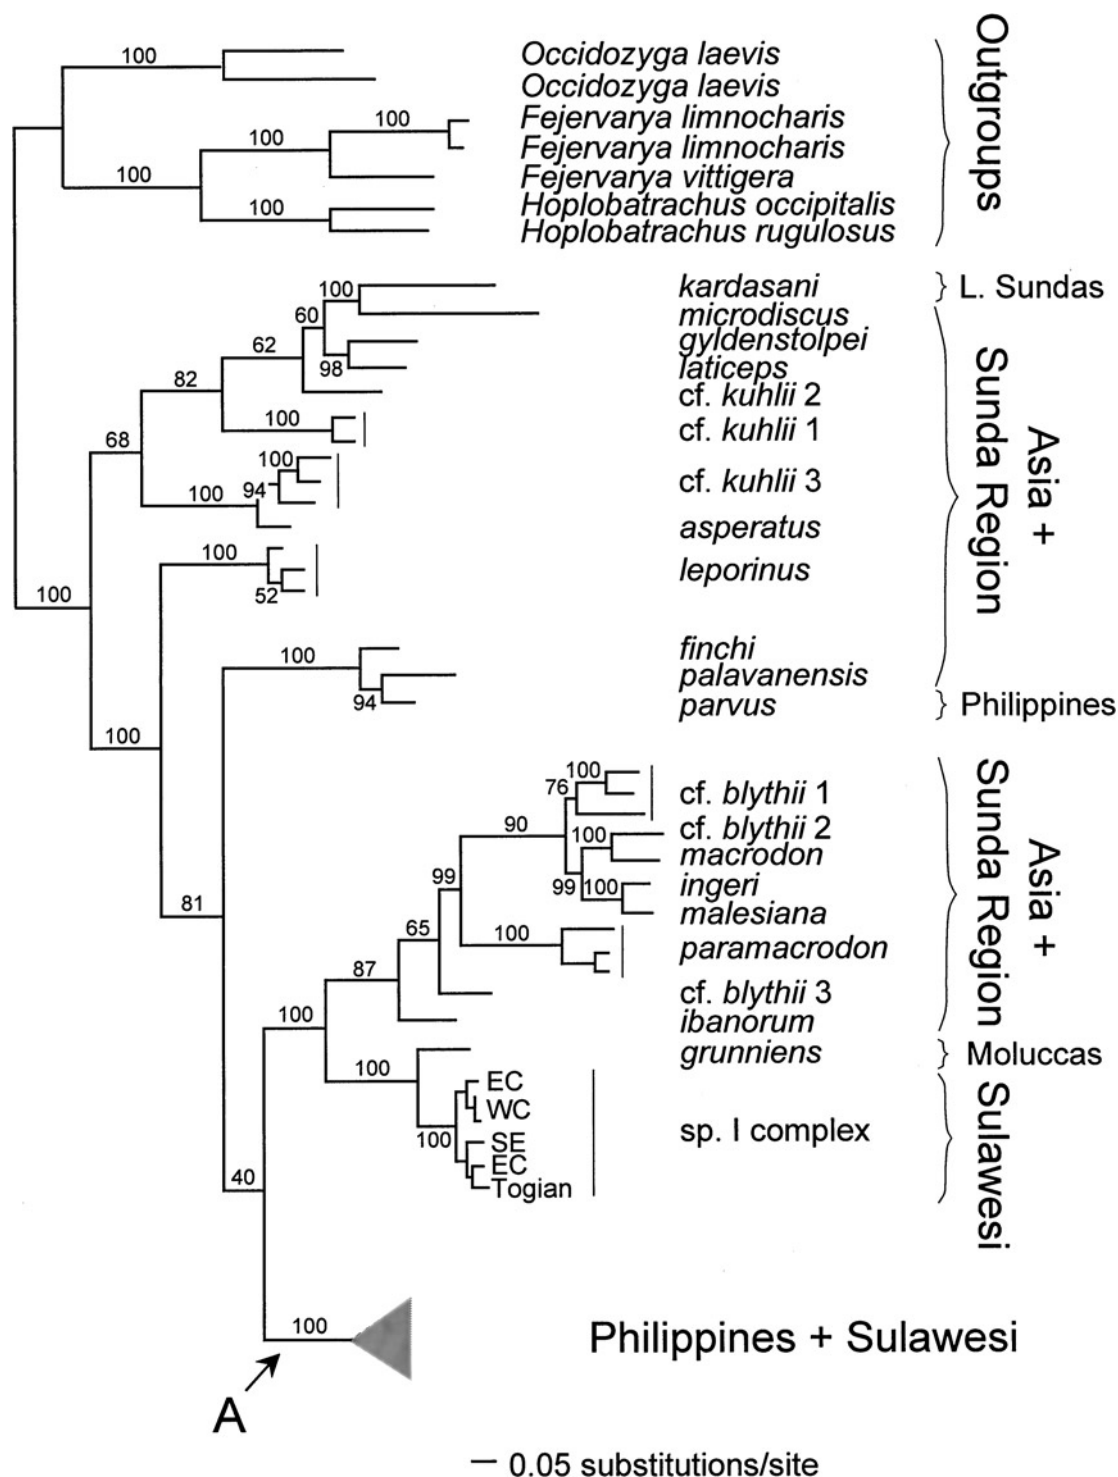 Outgroups
100
Occidozyga laevis
Occidozyga laevis
100
Fejervarya limnocharis
100
Fejervarya limnocharis
100
Fejervarya vittigera
100
Hoplobatrachus occipitalis
Hoplobatrachus rugulosus
100
kardasani
} L. Sundas
60
microdiscus
62
gyldenstolpei
98
laticeps
82
cf. kuhlii 2
100
cf. kuhlii 1
68
100
94
100
cf. kuhlii 3
asperatus
Asia +
Sunda Region
100
leporinus
52
100
100
finchi
palavanensis
94
parvus
} Philippines
100
100
76
cf. blythii 1
90
100
cf. blythii 2
macrodon
99
99
100
ingeri
malesiana
81
65
100
paramacrodon
87
cf. blythii 3
ibanorum
Asia +
Sunda Region
100
grunniens
} Moluccas
100
EC
WC
100
SE
EC
Togian
sp. I complex
Sulawesi
40
100
Philippines + Sulawesi
A
0.05 substitutions/site